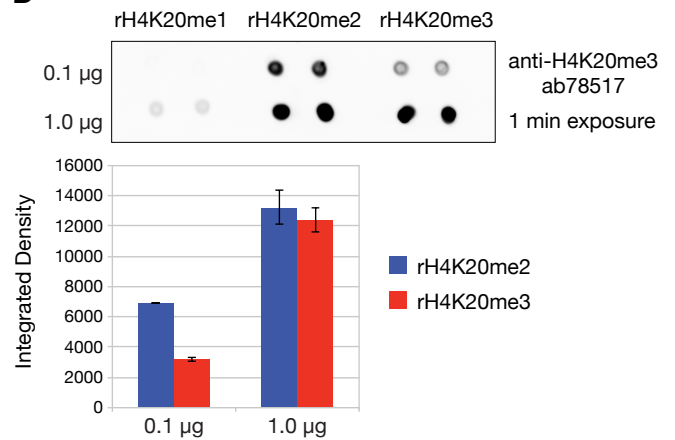 rH4K20me1 rH4K20me2 rH4K20me3
0.1 µg
anti-H4K20me3
ab78517
1.0 µg
1 min exposure
16000
14000
12000
10000
8000
6000
4000
2000
0
Integrated Density
rH4K20me2
rH4K20me3
0.1 µg 1.0 µg